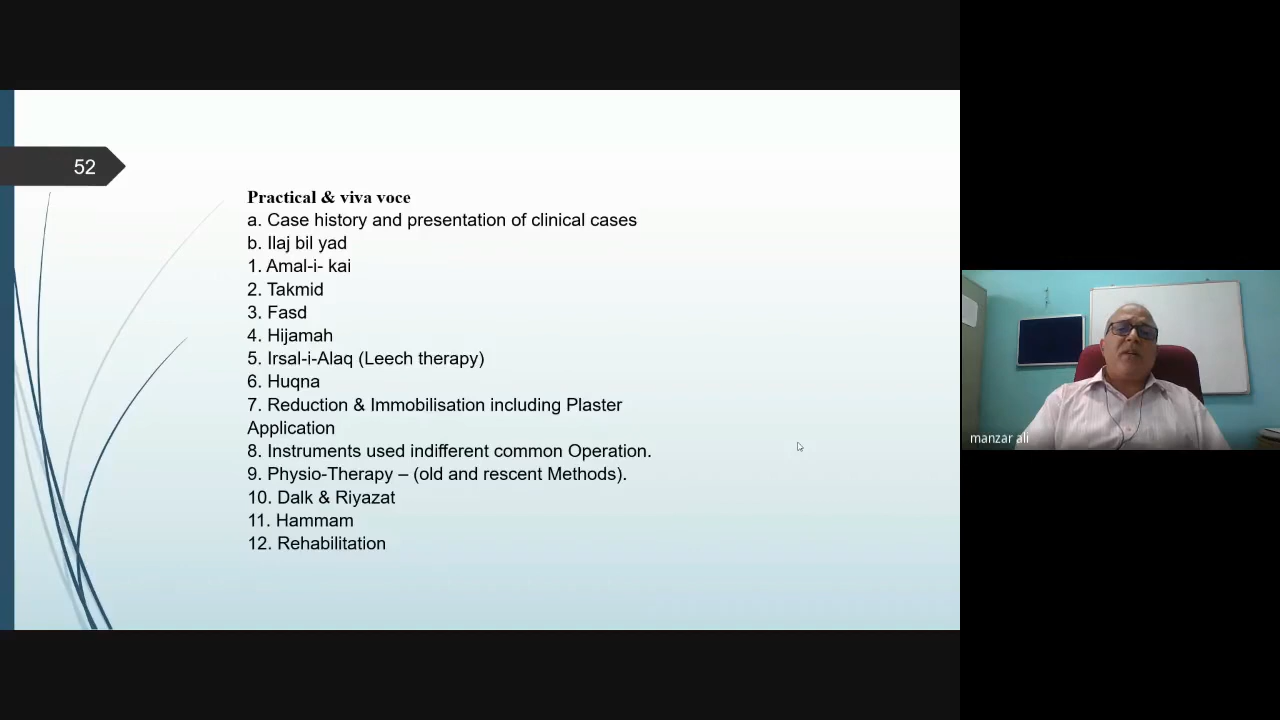 52
Practical & viva voce
a. Case history and presentation of clinical cases
b. Ilaj bil yad
1. Amal-i- kai
2. Takmid
3. Fasd
4. Hijamah
5. Irsal-i-Alaq (Leech therapy)
6. Huqna
7. Reduction & Immobilisation including Plaster
Application
8. Instruments used indifferent common Operation.
9. Physio-Therapy – (old and rescent Methods).
10. Dalk & Riyazat
11. Hammam
12. Rehabilitation
manzar ali